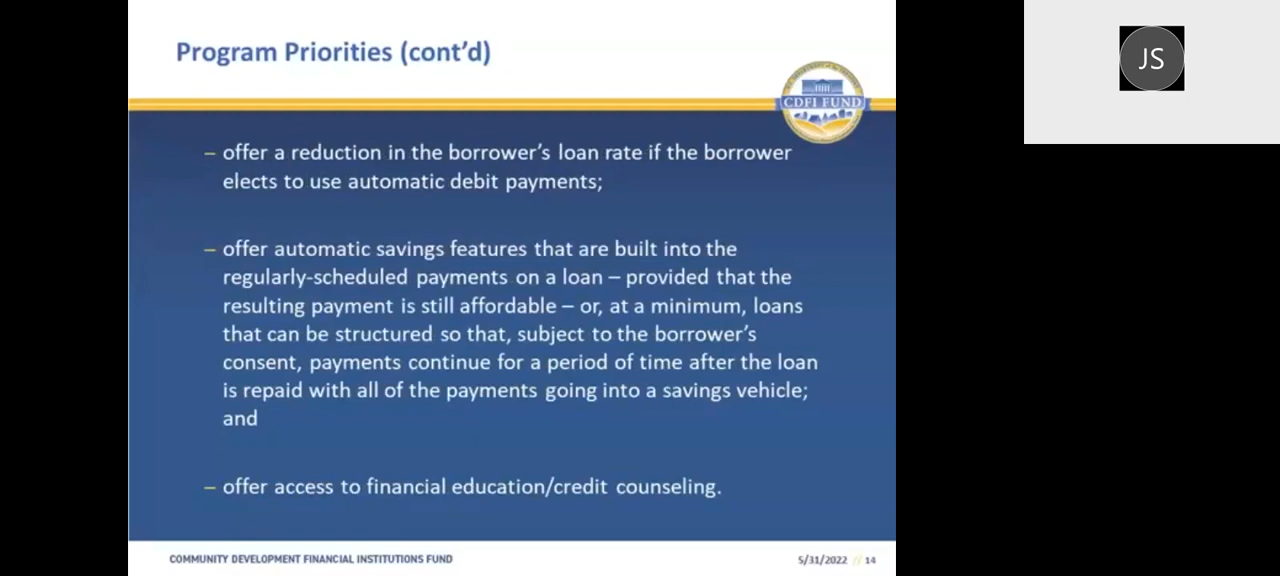 Program Priorities (cont'd)
JS
CDFI FUND
– offer a reduction in the borrower's loan rate if the borrower
elects to use automatic debit payments;
– offer automatic savings features that are built into the
regularly-scheduled payments on a loan – provided that the
resulting payment is still affordable – or, at a minimum, loans
that can be structured so that, subject to the borrower's
consent, payments continue for a period of time after the loan
is repaid with all of the payments going into a savings vehicle;
and
– offer access to financial education/credit counseling.
COMMUNITY DEVELOPMENT FINANCIAL INSTITUTIONS FUND
5/31/2022 // 14